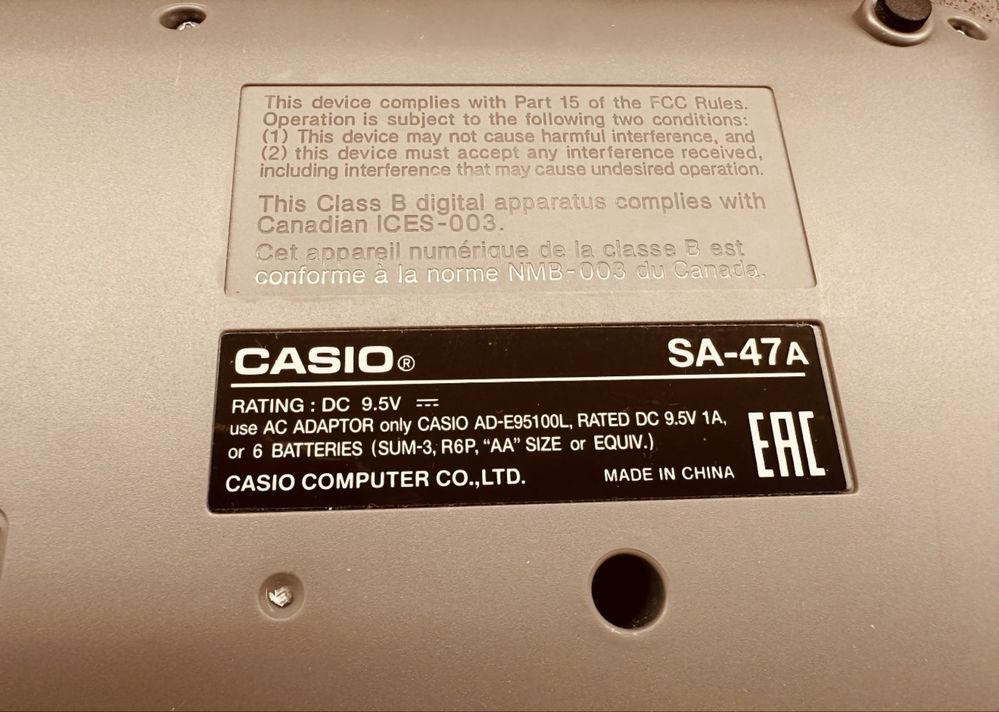 This device complies with Part 15 of the FCC Rules.
Operation is subject to the following two conditions:
(1) This device may not cause harmful interference, and
(2) this device must accept any interference received,
including interference that may cause undesired operation.
This Class B digital apparatus complies with
Canadian ICES-003.
Cet appareil numérique de la classe B est
conforme à la norme NMB-003 du Canada.
CASIO® SA-47A
RATING : DC 9.5V ⎓
use AC ADAPTOR only CASIO AD-E95100L, RATED DC 9.5V 1A,
or 6 BATTERIES (SUM-3, R6P, “AA” SIZE or EQUIV.)
EAC
CASIO COMPUTER CO.,LTD. MADE IN CHINA